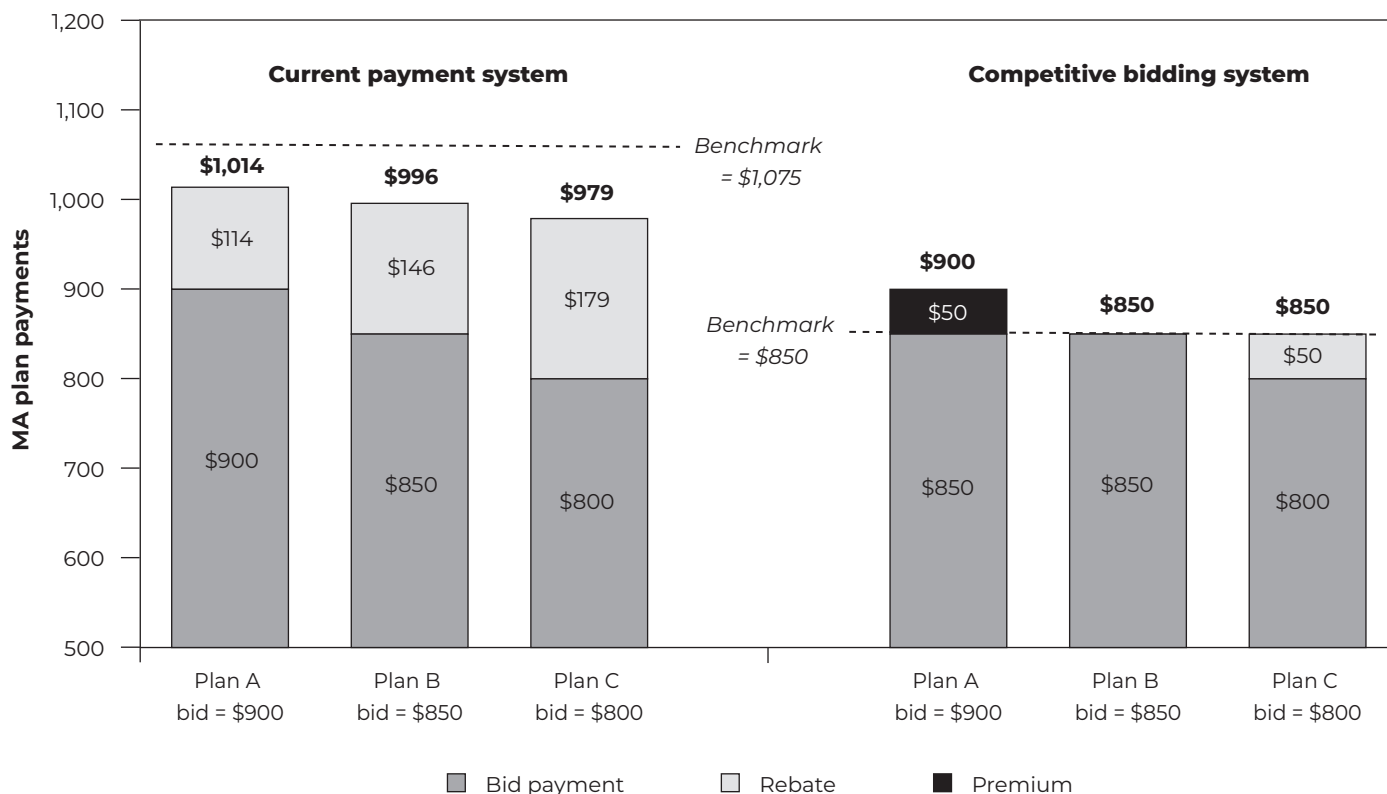 1,200
1,100
1,000
900
800
700
600
500
MA plan payments
Current payment system
Benchmark
= $1,075
$1,014
$996
$979
$114
$146
$179
$900
$850
$800
Plan A
bid = $900
Plan B
bid = $850
Plan C
bid = $800
Competitive bidding system
Benchmark
= $850
$900
$850
$850
$50
$50
$850
$850
$800
Plan A
bid = $900
Plan B
bid = $850
Plan C
bid = $800
Bid payment
Rebate
Premium